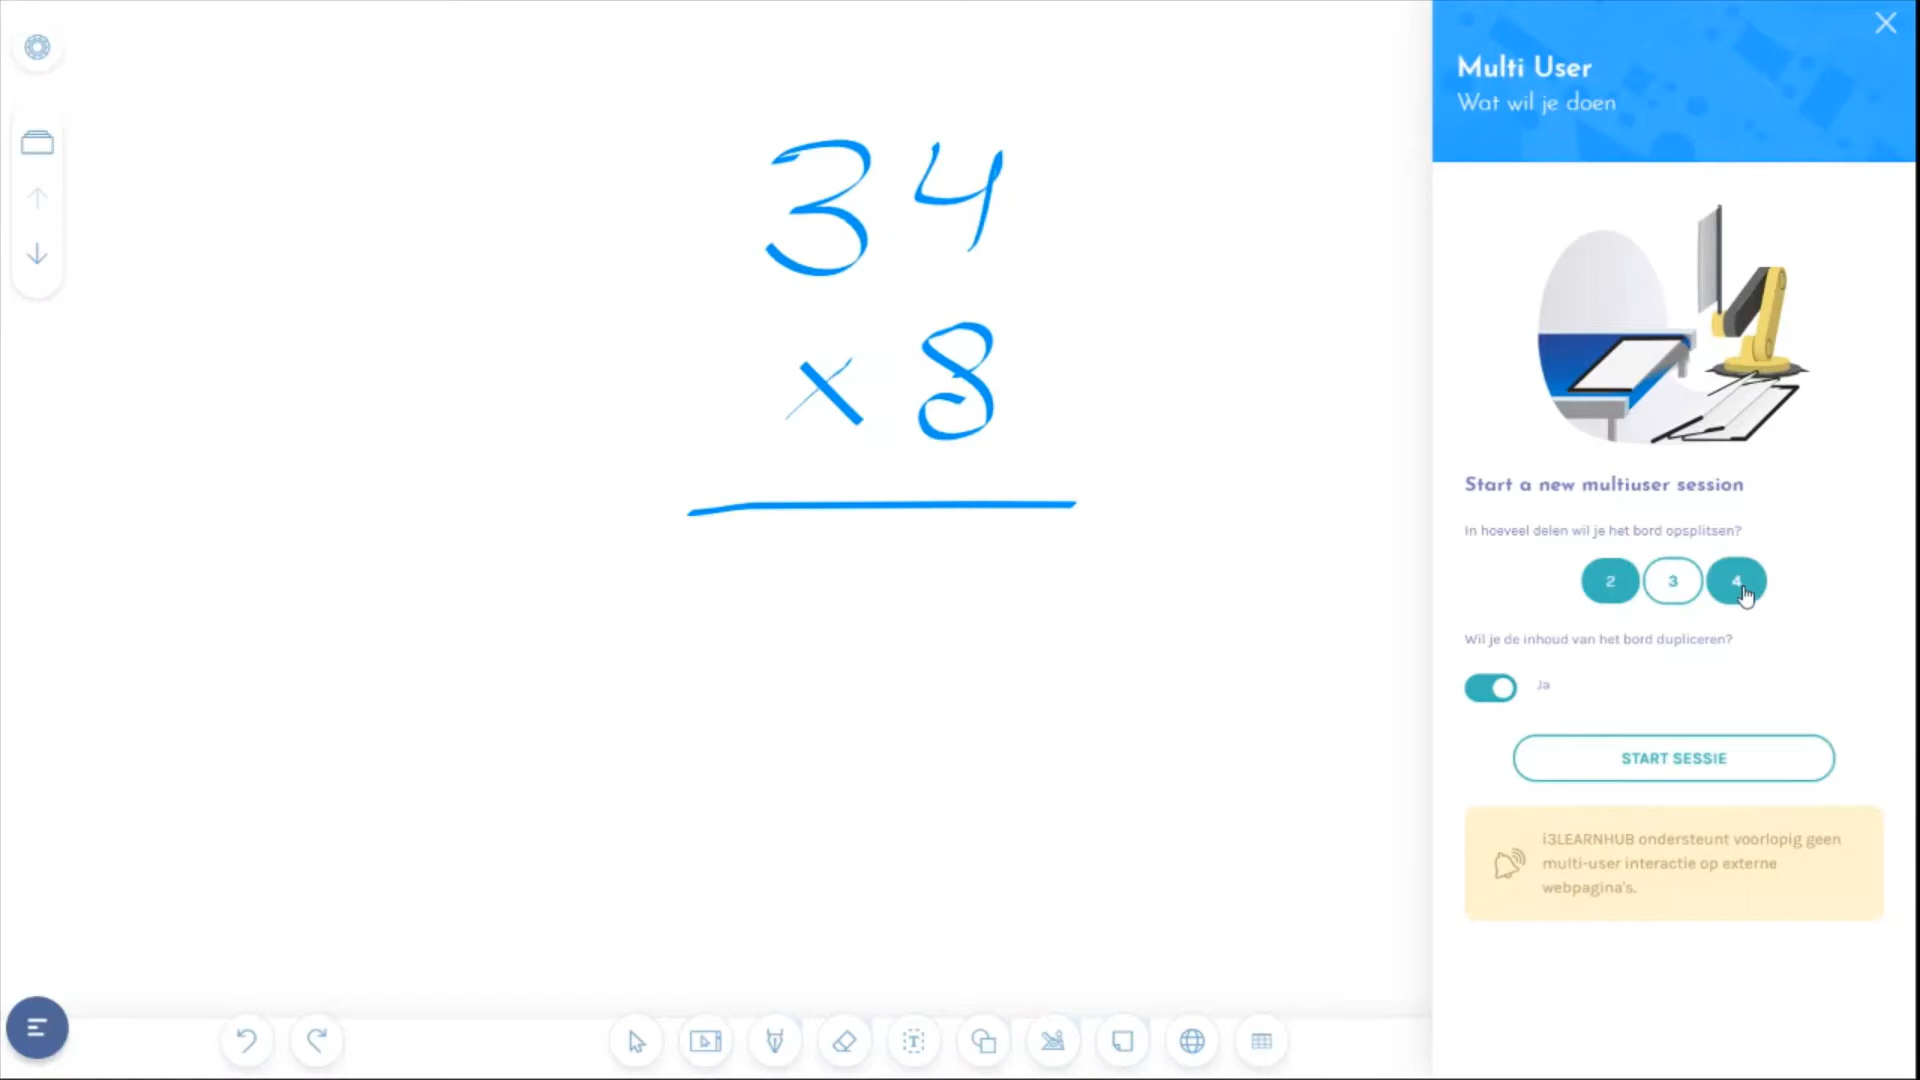 Multi User
Wat wil je doen
34
× 8
Start a new multiuser session
In hoeveel delen wil je het bord opsplitsen?
2 3 4
Wil je de inhoud van het bord dupliceren?
Ja
START SESSIE
i3LEARNHUB ondersteunt voorlopig geen
multi-user interactie op externe
webpagina's.
T